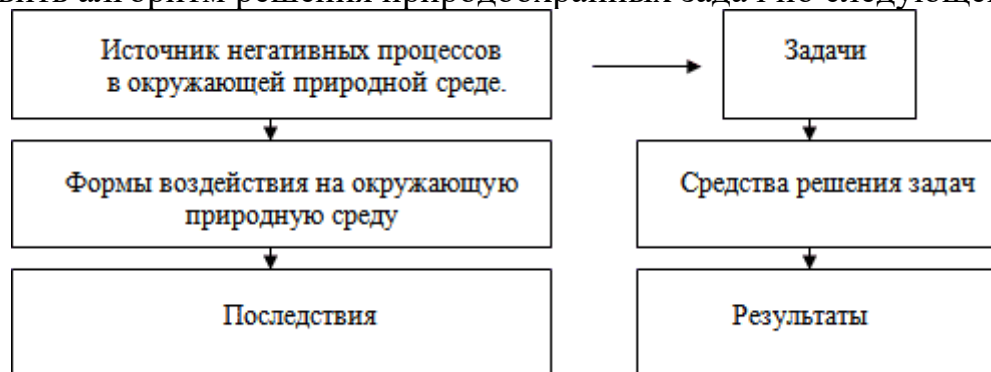 вить алгоритм решения природоохранных задач по следующей
Источник негативных процессов
в окружающей природной среде.
Задачи
Формы воздействия на окружающую
природную среду
Средства решения задач
Последствия
Результаты